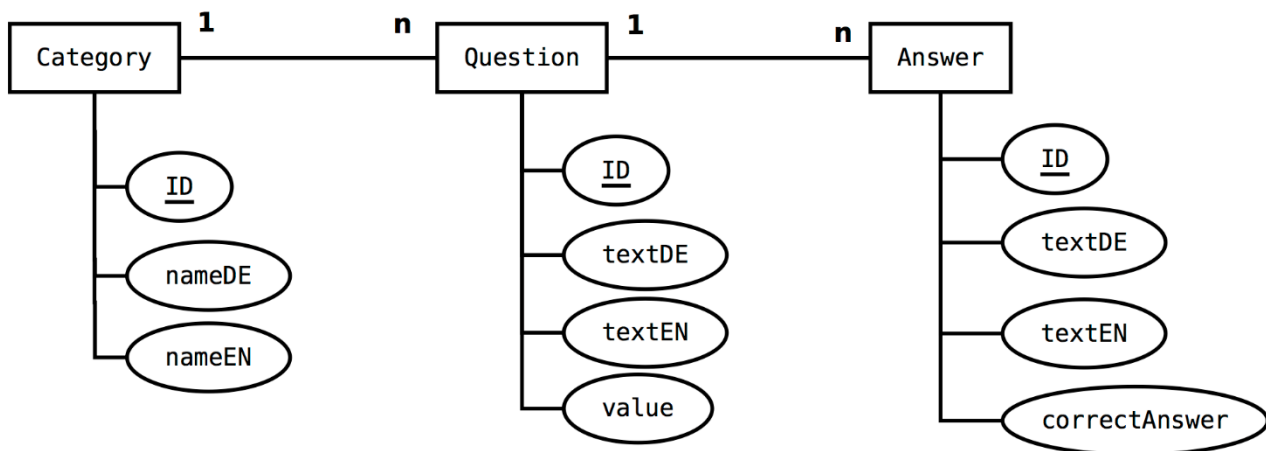 1 n 1 n
Category Question Answer
ID ID ID
nameDE textDE textDE
nameEN textEN textEN
value correctAnswer